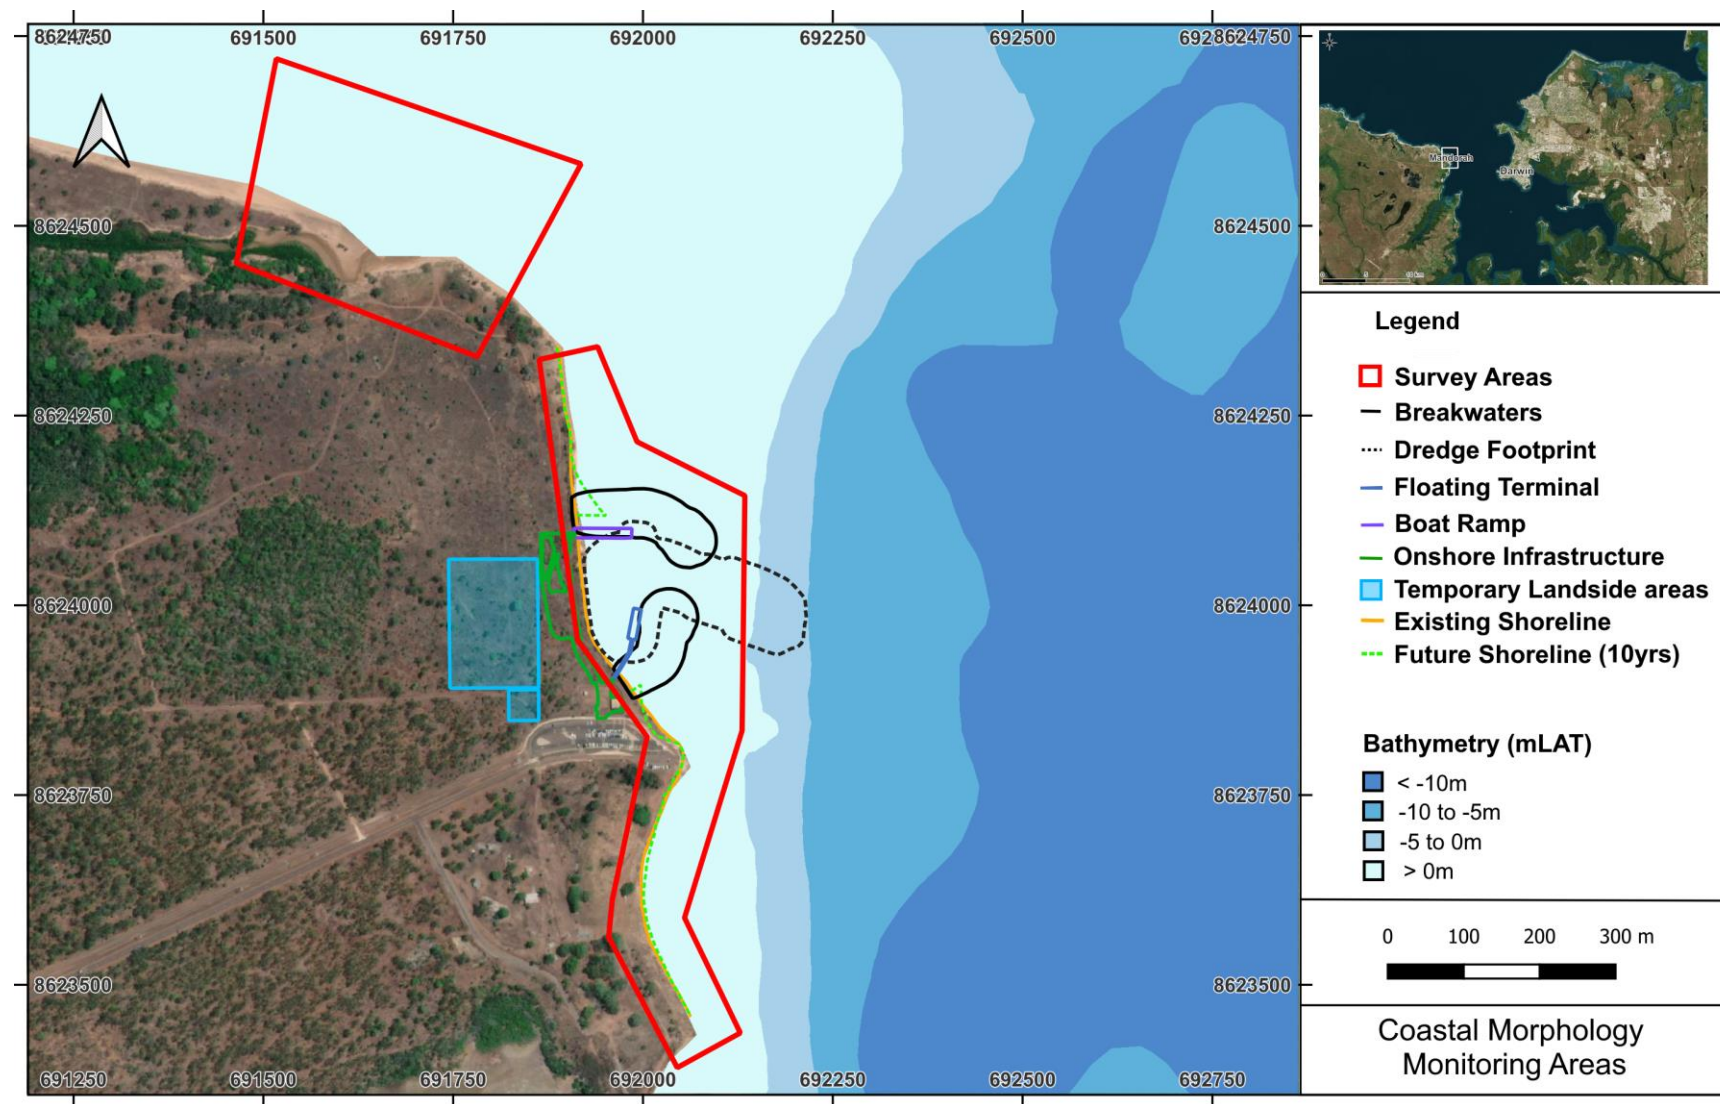 691500
691750
692000
692250
692500
8624750
8624750
8624500
8624500
8624250
8624250
8624000
8624000
8623750
8623750
8623500
8623500
691250
691500
691750
692000
692250
692500
692750
Mandorah
Darwin
Legend
Survey Areas
Breakwaters
Dredge Footprint
Floating Terminal
Boat Ramp
Onshore Infrastructure
Temporary Landside areas
Existing Shoreline
Future Shoreline (10yrs)
Bathymetry (mLAT)
< -10m
-10 to -5m
-5 to 0m
> 0m
0 100 200 300 m
Coastal Morphology
Monitoring Areas